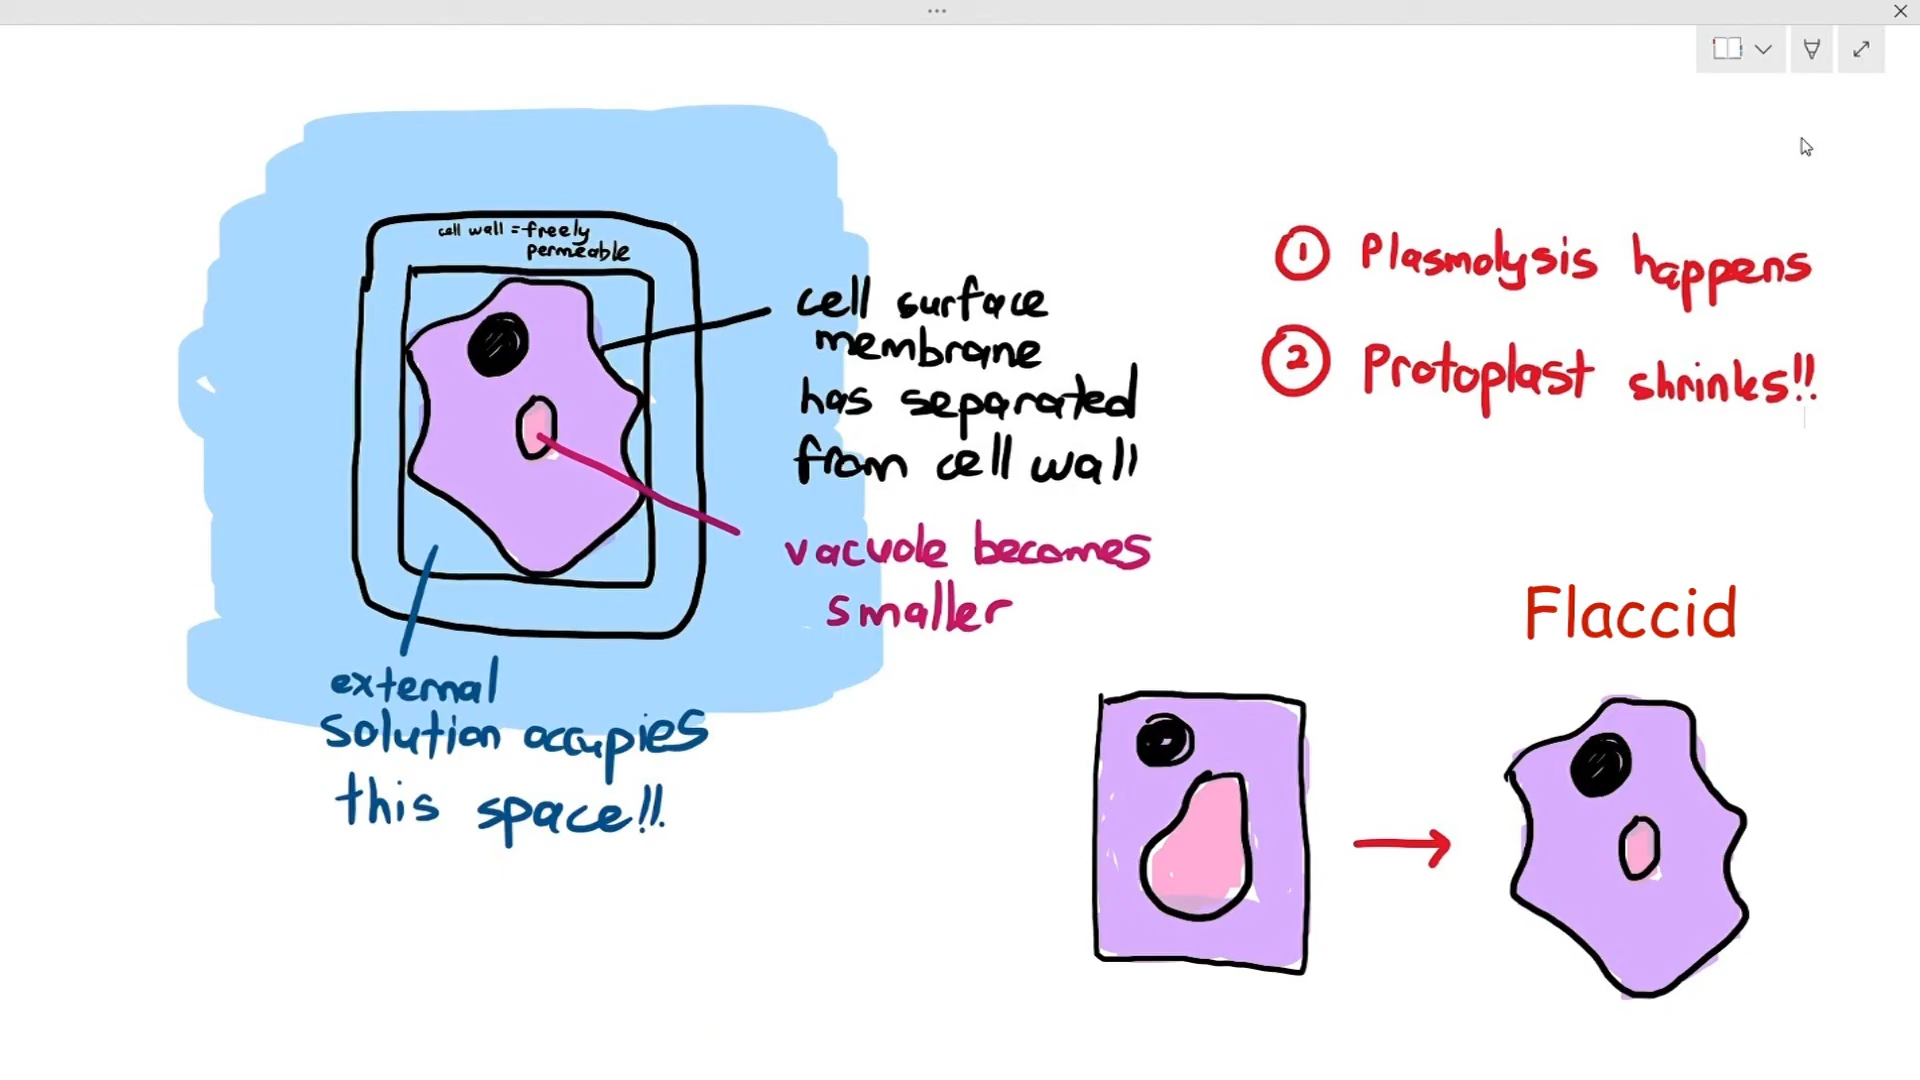 cell wall = freely
permeable
cell surface
membrane
has separated
from cell wall
vacuole becomes
smaller
external
solution occupies
this space!!
① Plasmolysis happens
② Protoplast shrinks!!
Flaccid